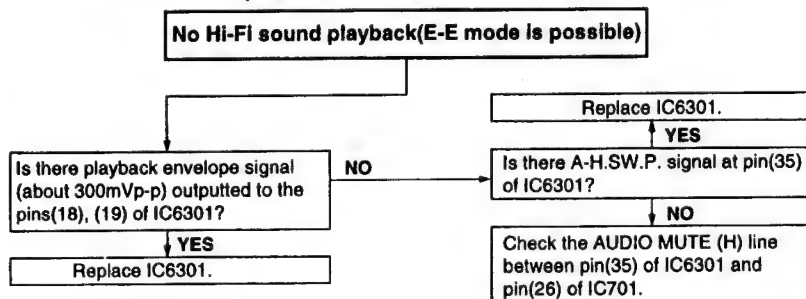 No Hi-Fi sound playback(E-E mode is possible)
Is there playback envelope signal
(about 300mVp-p) outputted to the
pins(18), (19) of IC6301?
YES
Replace IC6301.
NO
Replace IC6301.
YES
Is there A-H.SW.P. signal at pin(35)
of IC6301?
NO
Check the AUDIO MUTE (H) line
between pin(35) of IC6301 and
pin(26) of IC701.